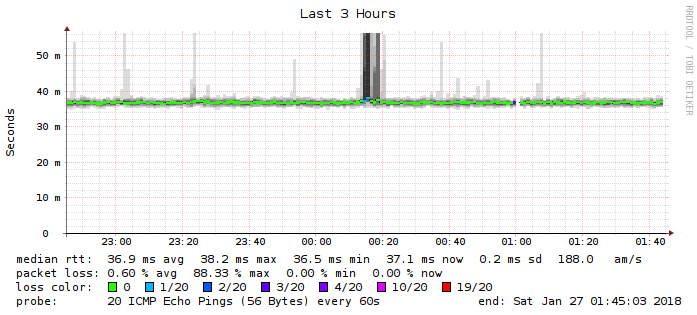 Last 3 Hours
RRDTOOL / TOBI OETIKER
Seconds
50 m
40 m
30 m
20 m
10 m
0
23:00 23:20 23:40 00:00 00:20 00:40 01:00 01:20 01:40
median rtt: 36.9 ms avg 38.2 ms max 36.5 ms min 37.1 ms now 0.2 ms sd 188.0 am/s
packet loss: 0.60 % avg 88.33 % max 0.00 % min 0.00 % now
loss color: 0 1/20 2/20 3/20 4/20 10/20 19/20
probe: 20 ICMP Echo Pings (56 Bytes) every 60s end: Sat Jan 27 01:45:03 2018